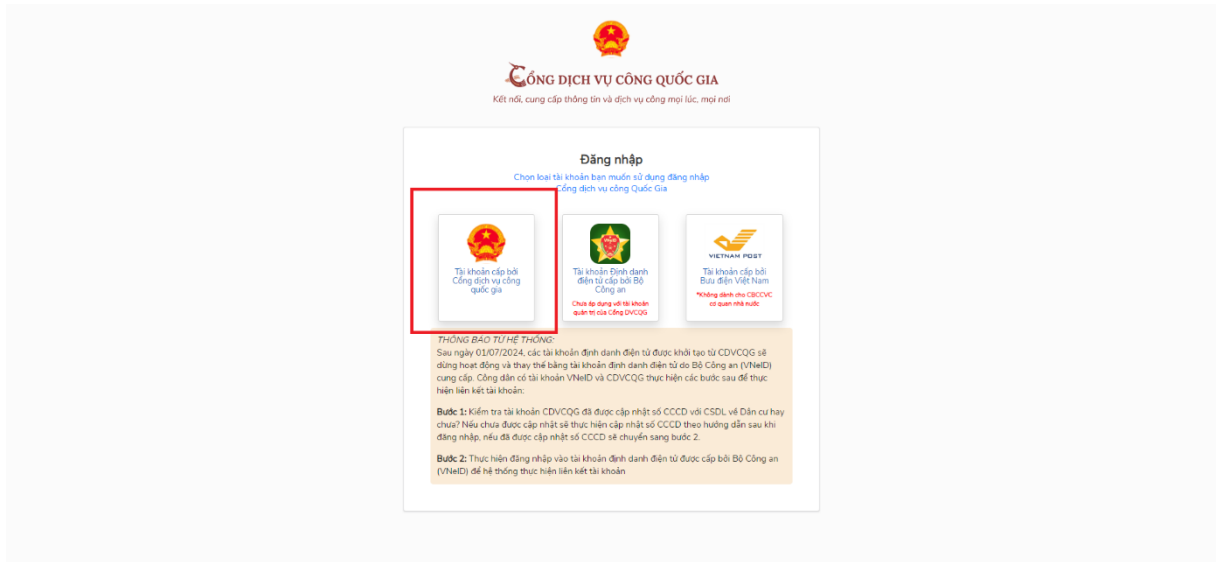 CỔNG DỊCH VỤ CÔNG QUỐC GIA
Kết nối, cung cấp thông tin và dịch vụ công mọi lúc, mọi nơi
Đăng nhập
Chọn loại tài khoản bạn muốn sử dụng đăng nhập
Cổng dịch vụ công Quốc Gia
Tài khoản cấp bởi
Cổng dịch vụ công
quốc gia
Tài khoản Định danh
điện tử cấp bởi Bộ
Công an
Chưa áp dụng với tài khoản
quản trị của Cổng DVCQG
VIETNAM POST
Tài khoản cấp bởi
Bưu điện Việt Nam
*Không dành cho CBCCVC
cơ quan nhà nước
THÔNG BÁO TỪ HỆ THỐNG:
Sau ngày 01/07/2024, các tài khoản định danh điện tử được khởi tạo từ CDVCQG sẽ
dừng hoạt động và thay thế bằng tài khoản định danh điện tử do Bộ Công an (VNeID)
cung cấp. Công dân có tài khoản VNeID và CDVCQG thực hiện các bước sau để thực
hiện liên kết tài khoản:
Bước 1: Kiểm tra tài khoản CDVCQG đã được cập nhật số CCCD với CSDL về Dân cư hay
chưa? Nếu chưa được cập nhật sẽ thực hiện cập nhật số CCCD theo hướng dẫn sau khi
đăng nhập, nếu đã được cập nhật số CCCD sẽ chuyển sang bước 2.
Bước 2: Thực hiện đăng nhập vào tài khoản định danh điện tử được cấp bởi Bộ Công an
(VNeID) để hệ thống thực hiện liên kết tài khoản